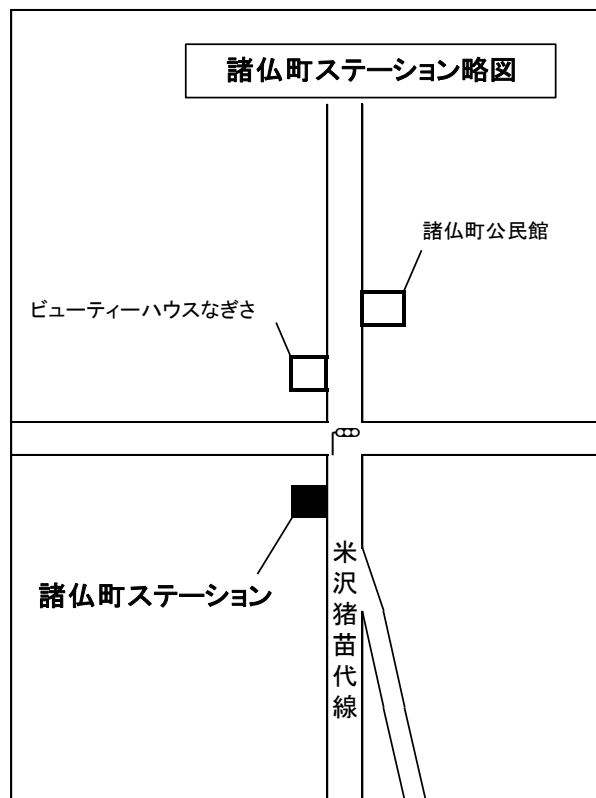 諸仏町ステーション略図
諸仏町公民館
ビューティーハウスなぎさ
諸仏町ステーション
米沢猪苗代線